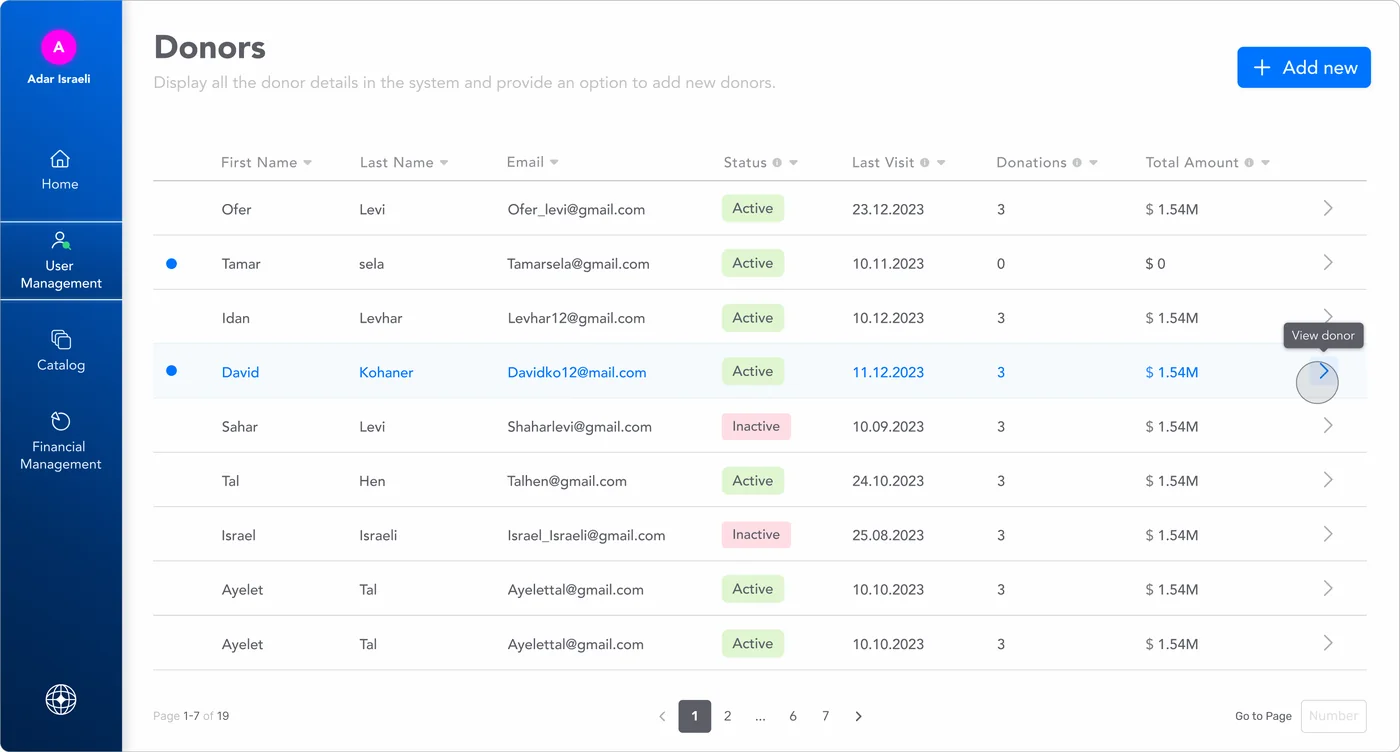 A
Adar Israeli
Home
User
Management
Catalog
Financial
Management
Donors
Display all the donor details in the system and provide an option to add new donors.
+ Add new
First Name Last Name Email Status Last Visit Donations Total Amount
Ofer Levi Ofer_levi@gmail.com Active 23.12.2023 3 $ 1.54M
Tamar sela Tamarsela@gmail.com Active 10.11.2023 0 $ 0
Idan Levhar Levhar12@gmail.com Active 10.12.2023 3 $ 1.54M
View donor
David Kohaner Davidko12@mail.com Active 11.12.2023 3 $ 1.54M
Sahar Levi Shaharlevi@gmail.com Inactive 10.09.2023 3 $ 1.54M
Tal Hen Talhen@gmail.com Active 24.10.2023 3 $ 1.54M
Israel Israeli Israel_Israeli@gmail.com Inactive 25.08.2023 3 $ 1.54M
Ayelet Tal Ayelettal@gmail.com Active 10.10.2023 3 $ 1.54M
Ayelet Tal Ayelettal@gmail.com Active 10.10.2023 3 $ 1.54M
Page 1-7 of 19 1 2 ... 6 7 Go to Page Number